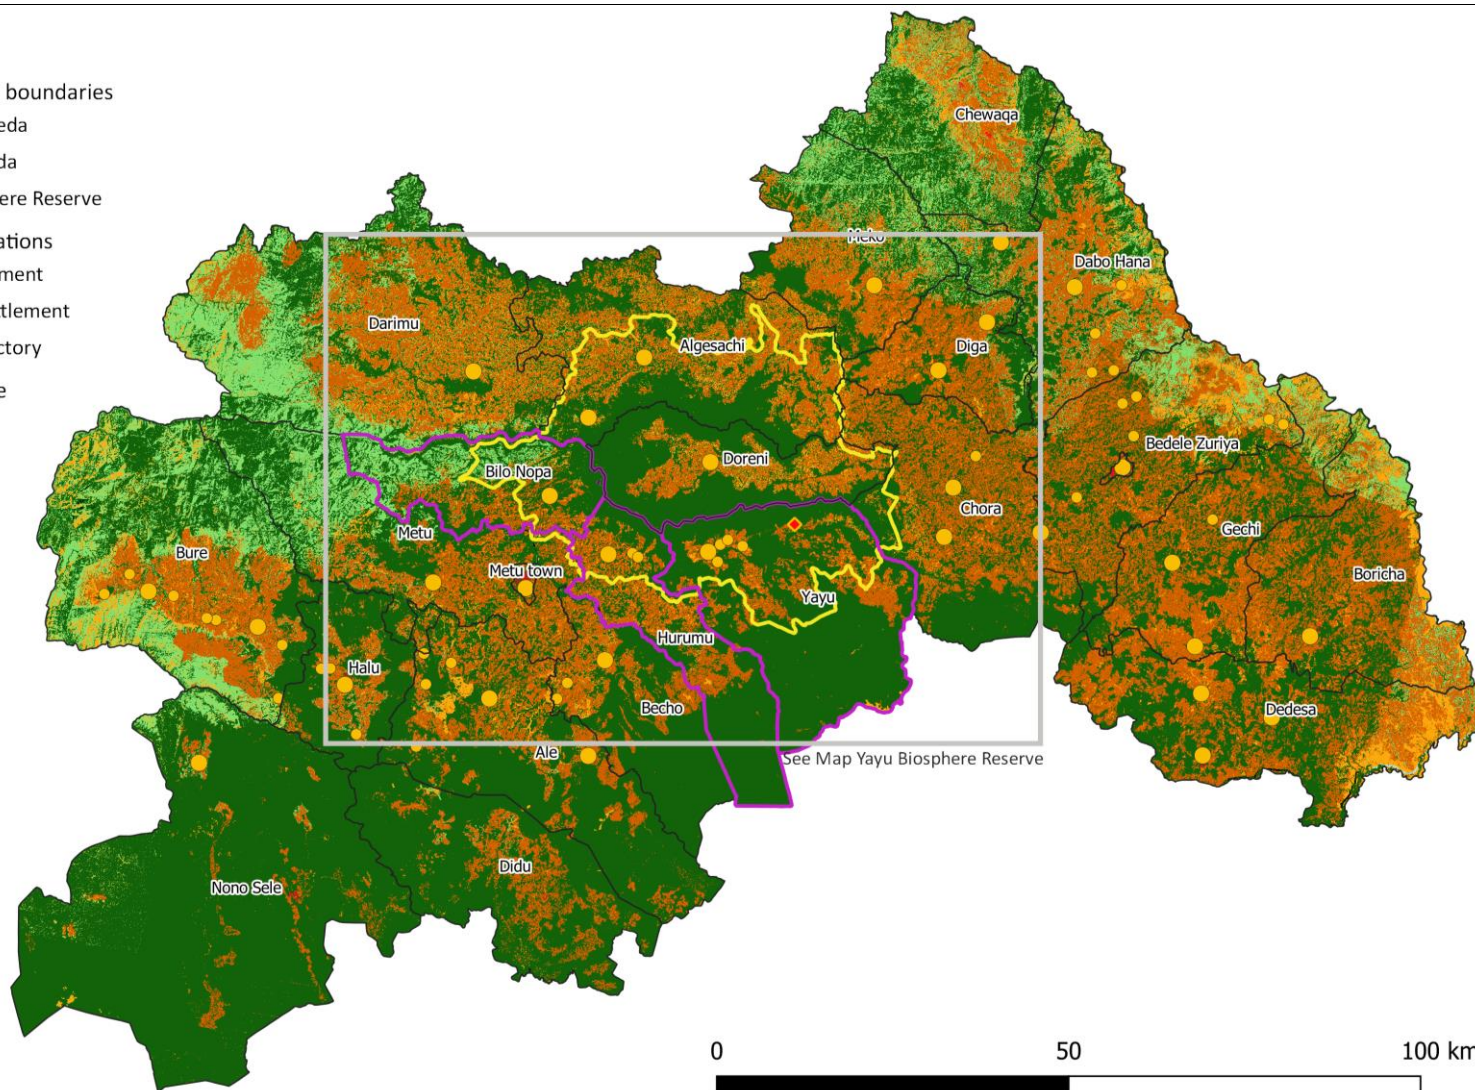 boundaries
eda
da
ere Reserve
ations
ment
tlement
ctory
e
Chewaqa
Meko
Dabo Hana
Darimu
Algesachi
Diga
Bedele Zuriya
Doreni
Bilo Nopa
Chora
Gechi
Metu
Bure
Metu town
Boricha
Yayu
Hurumu
Halu
Becho
Dedesa
Ale
See Map Yayu Biosphere Reserve
Didu
Nono Sele
0 50 100 km